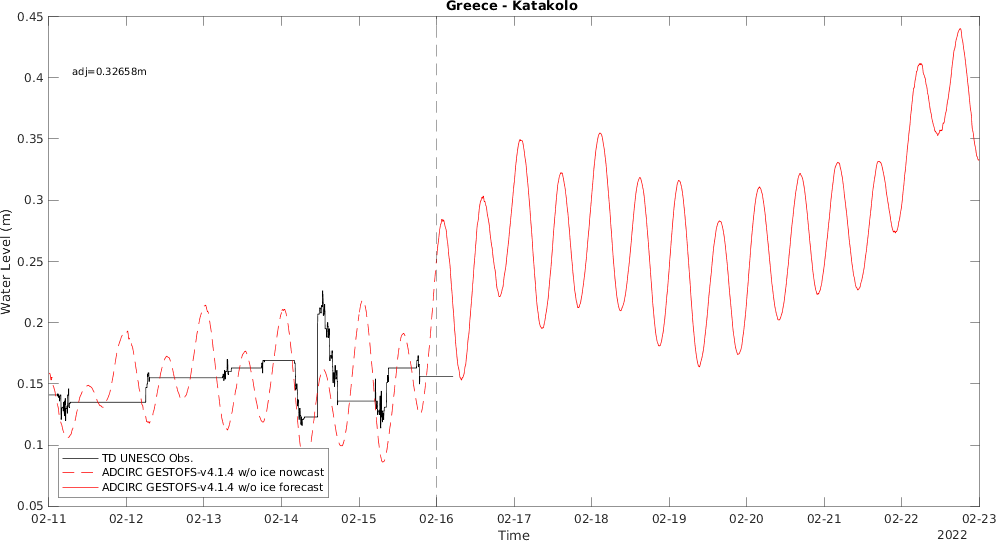 Greece - Katakolo
0.45
0.4
0.35
0.3
0.25
0.2
0.15
0.1
0.05
Water Level (m)
adj=0.32658m
TD UNESCO Obs.
ADCIRC GESTOFS-v4.1.4 w/o ice nowcast
ADCIRC GESTOFS-v4.1.4 w/o ice forecast
02-11 02-12 02-13 02-14 02-15 02-16 02-17 02-18 02-19 02-20 02-21 02-22 02-23
Time
2022